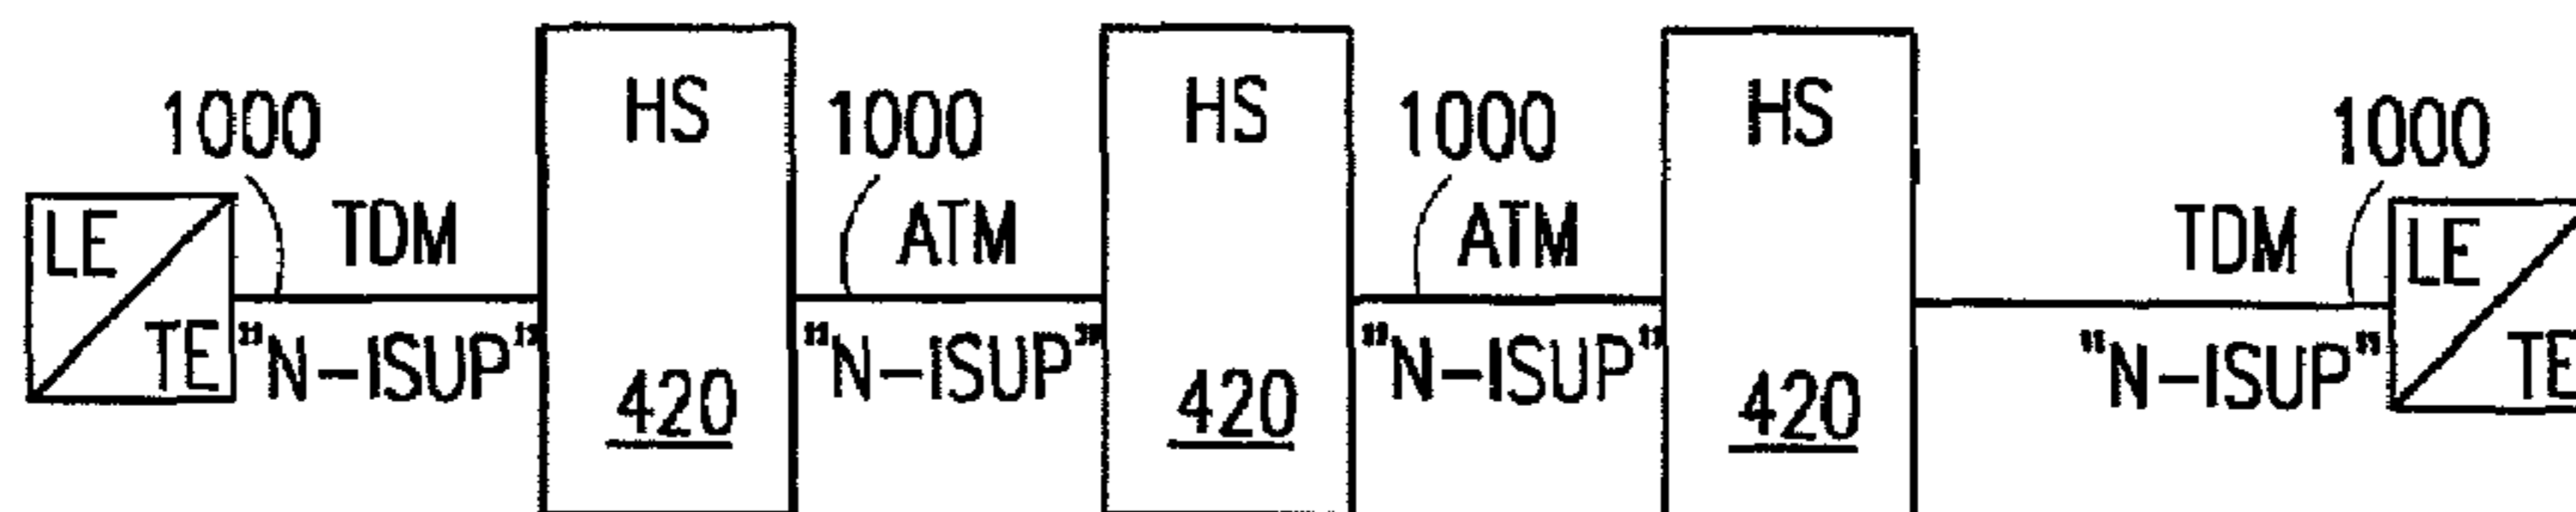 HS HS HS
1000 1000 1000 1000
LE TDM ATM ATM TDM LE
TE "N-ISUP" "N-ISUP" "N-ISUP" "N-ISUP" TE
420 420 420